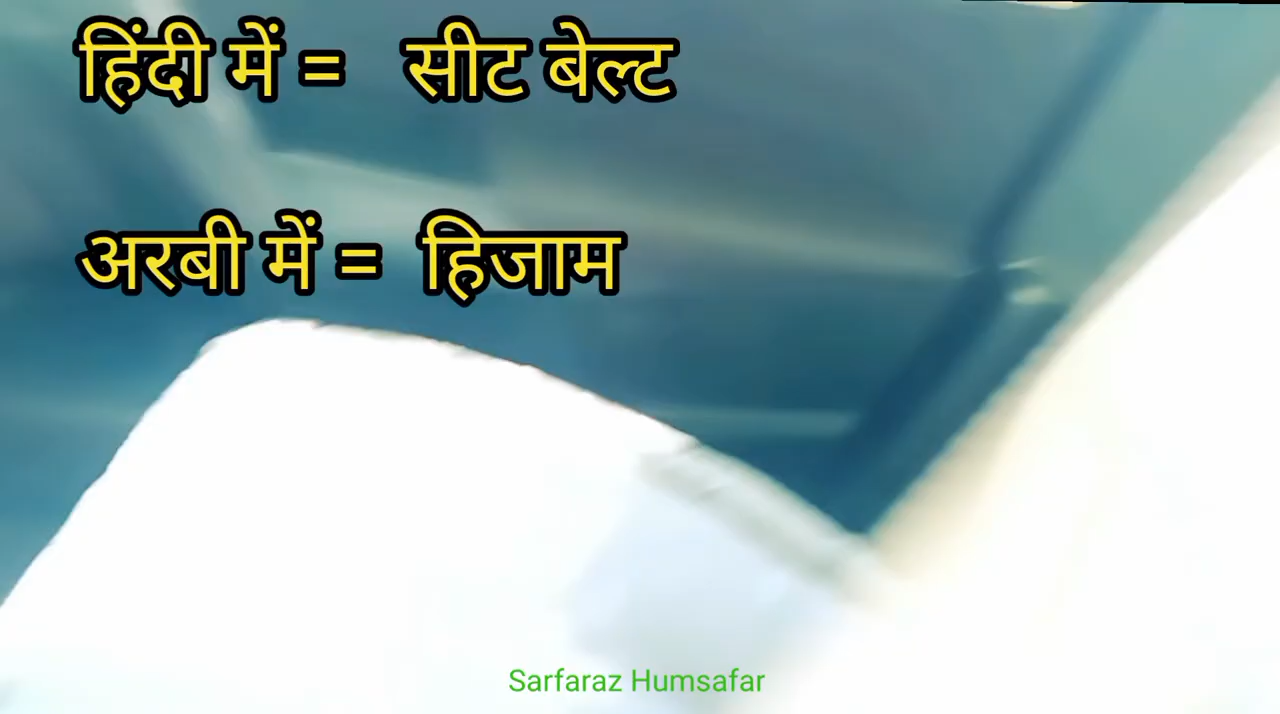 हिंदी में = सीट बेल्ट
अरबी में = हिजाम
Sarfaraz Humsafar